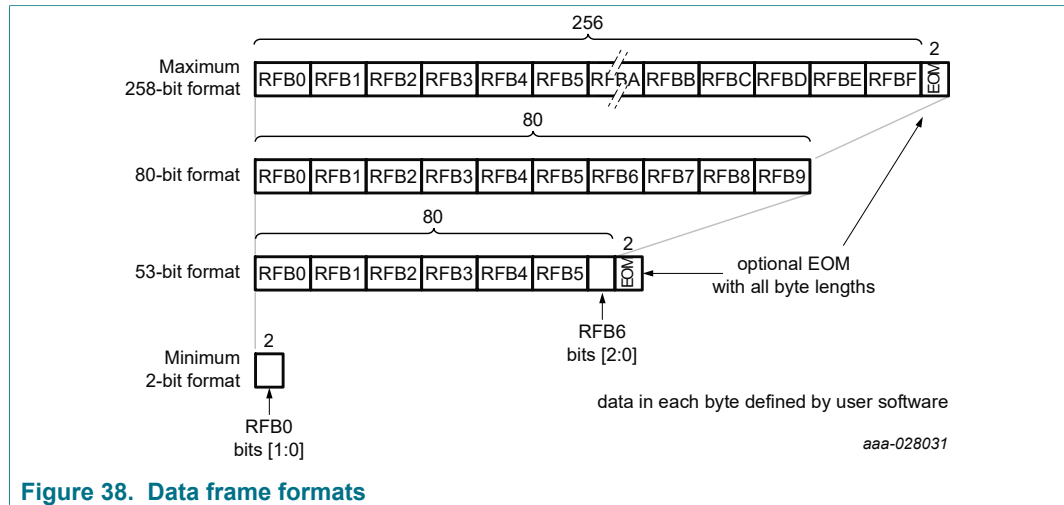 256
2
Maximum
258-bit format
RFB0 RFB1 RFB2 RFB3 RFB4 RFB5 RFBA RFBB RFBC RFBD RFBE RFBF EOM
80
80-bit format
RFB0 RFB1 RFB2 RFB3 RFB4 RFB5 RFB6 RFB7 RFB8 RFB9
80
2
53-bit format
RFB0 RFB1 RFB2 RFB3 RFB4 RFB5 EOM
optional EOM
with all byte lengths
RFB6
bits [2:0]
2
Minimum
2-bit format
RFB0
bits [1:0]
data in each byte defined by user software
aaa-028031
Figure 38. Data frame formats